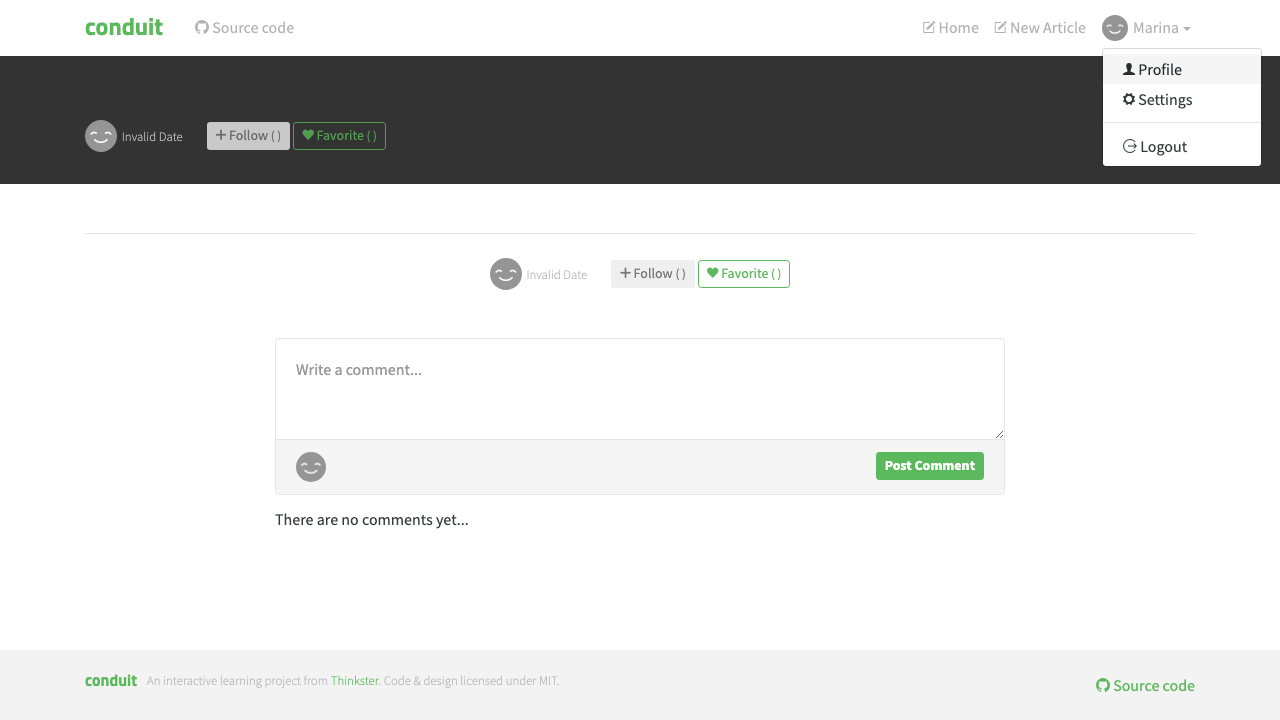 conduit Source code Home New Article Marina
Profile
Settings
Logout
Invalid Date Follow ( ) Favorite ( )
Invalid Date Follow ( ) Favorite ( )
Write a comment...
Post Comment
There are no comments yet...
conduit An interactive learning project from Thinkster. Code & design licensed under MIT. Source code